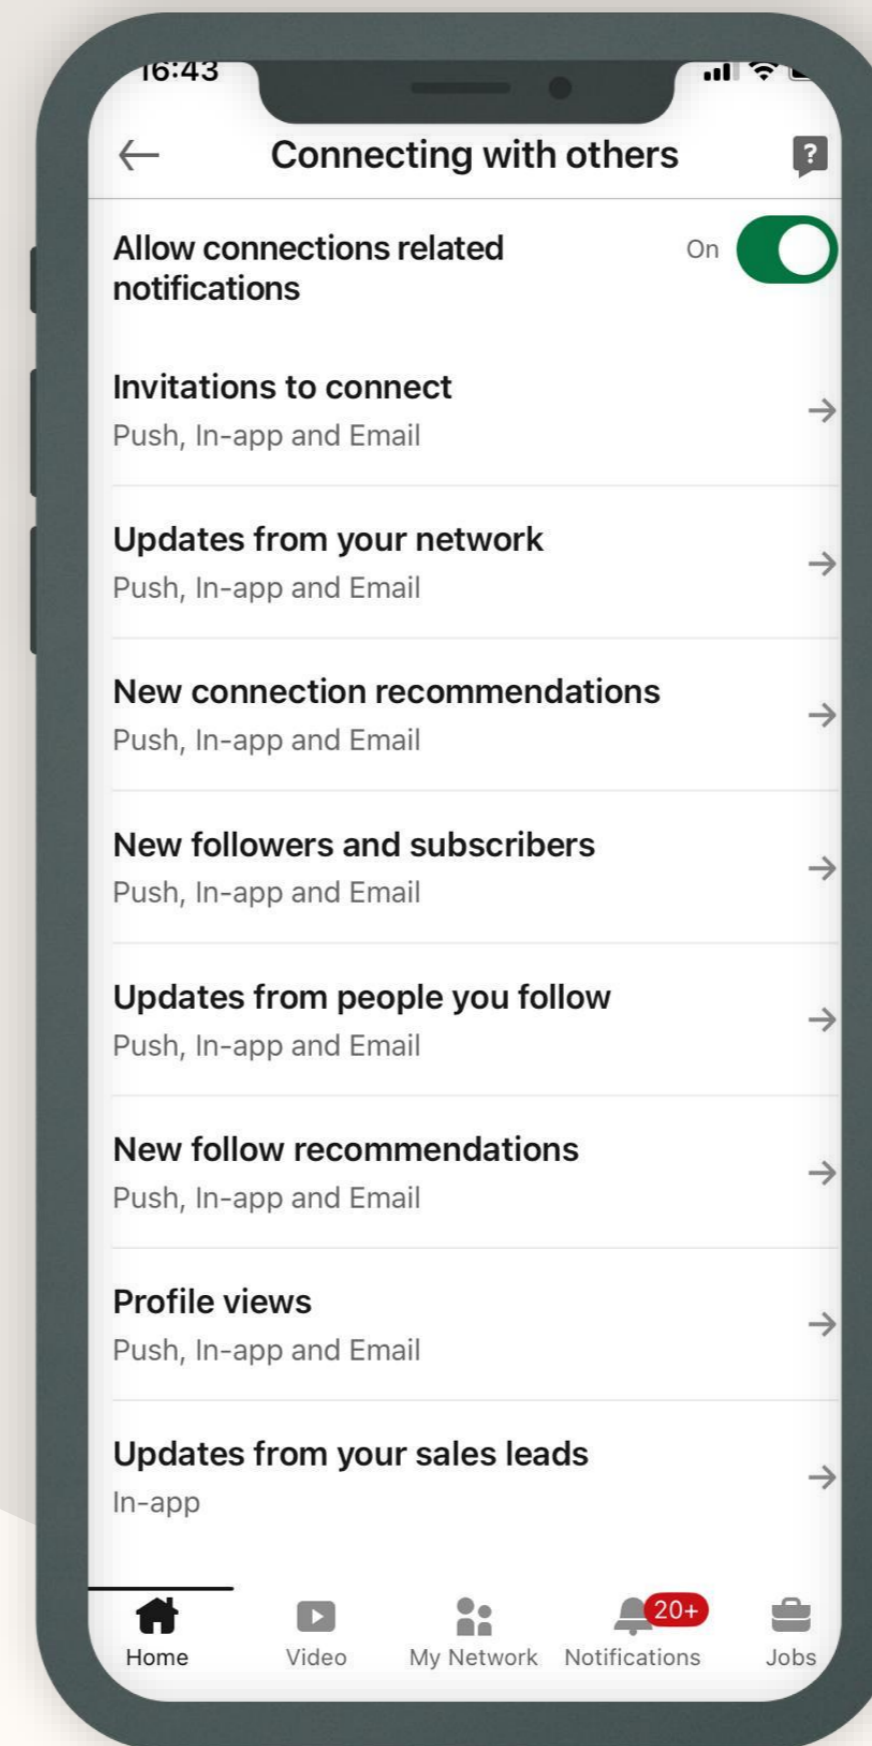 16:43
Connecting with others
?
Allow connections related
On
notifications
Invitations to connect
Push, In-app and Email
Updates from your network
Push, In-app and Email
New connection recommendations
Push, In-app and Email
New followers and subscribers
Push, In-app and Email
Updates from people you follow
Push, In-app and Email
New follow recommendations
Push, In-app and Email
Profile views
Push, In-app and Email
Updates from your sales leads
In-app
20+
Home Video My Network Notifications Jobs